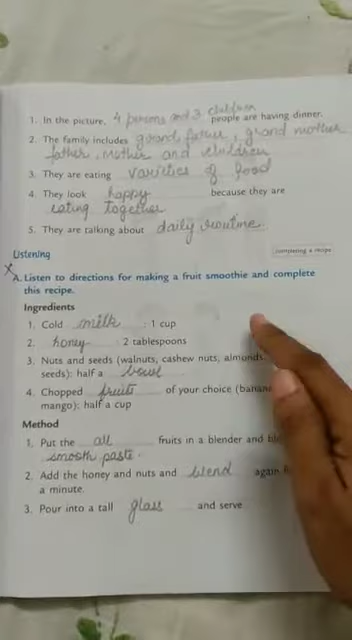 1. In the picture, 4 persons and 3 children people are having dinner.
2. The family includes grand father, grand mother
father, mother and children
3. They are eating varieties of food
4. They look happy because they are
eating together
5. They are talking about daily routine.
Listening
completing a recipe
A. Listen to directions for making a fruit smoothie and complete
this recipe.
Ingredients
1. Cold milk : 1 cup
2. honey : 2 tablespoons
3. Nuts and seeds (walnuts, cashew nuts, almonds
seeds): half a bowl
4. Chopped fruits of your choice
mango): half a cup
Method
1. Put the all fruits in a blender and
smooth paste.
2. Add the honey and nuts and blend again
a minute.
3. Pour into a tall glass and serve